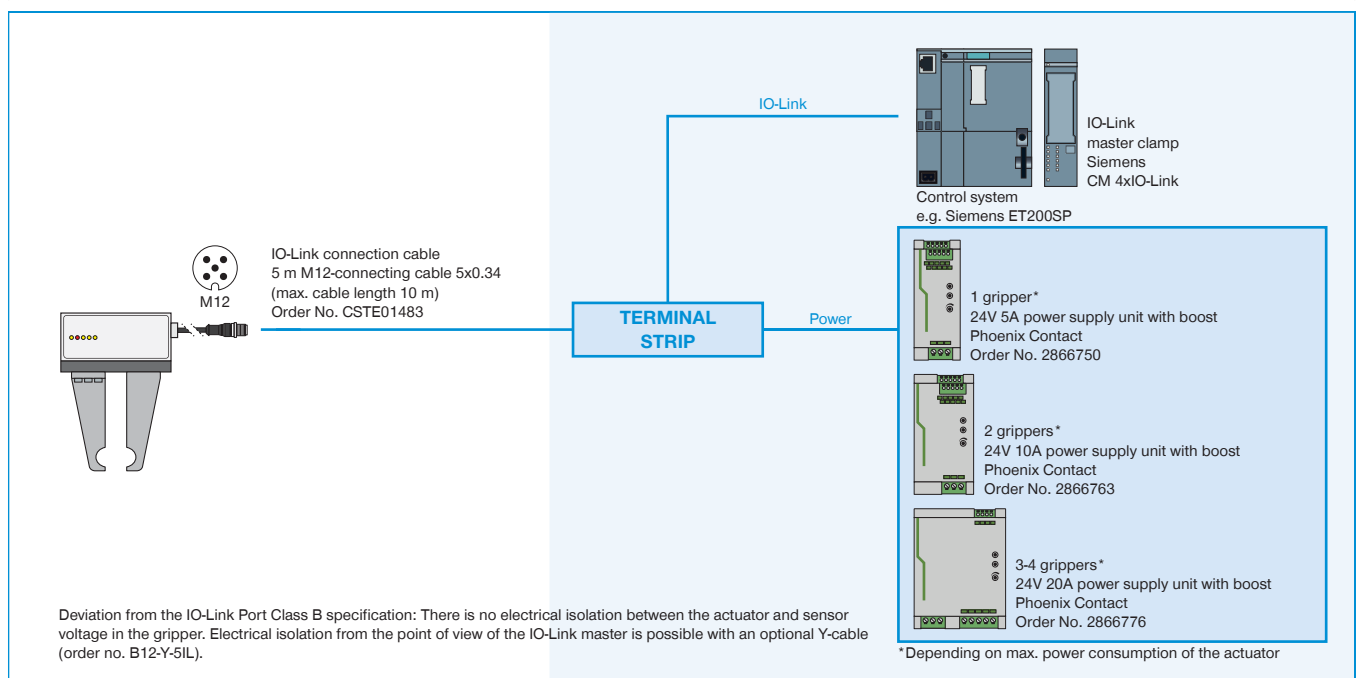 IO-Link
IO-Link
master clamp
Siemens
CM 4xIO-Link
Control system
e.g. Siemens ET200SP
M12
IO-Link connection cable
5 m M12-connecting cable 5x0.34
(max. cable length 10 m)
Order No. CSTE01483
TERMINAL
STRIP
Power
1 gripper*
24V 5A power supply unit with boost
Phoenix Contact
Order No. 2866750
2 grippers*
24V 10A power supply unit with boost
Phoenix Contact
Order No. 2866763
3-4 grippers*
24V 20A power supply unit with boost
Phoenix Contact
Order No. 2866776
*Depending on max. power consumption of the actuator
Deviation from the IO-Link Port Class B specification: There is no electrical isolation between the actuator and sensor
voltage in the gripper. Electrical isolation from the point of view of the IO-Link master is possible with an optional Y-cable
(order no. B12-Y-5IL).